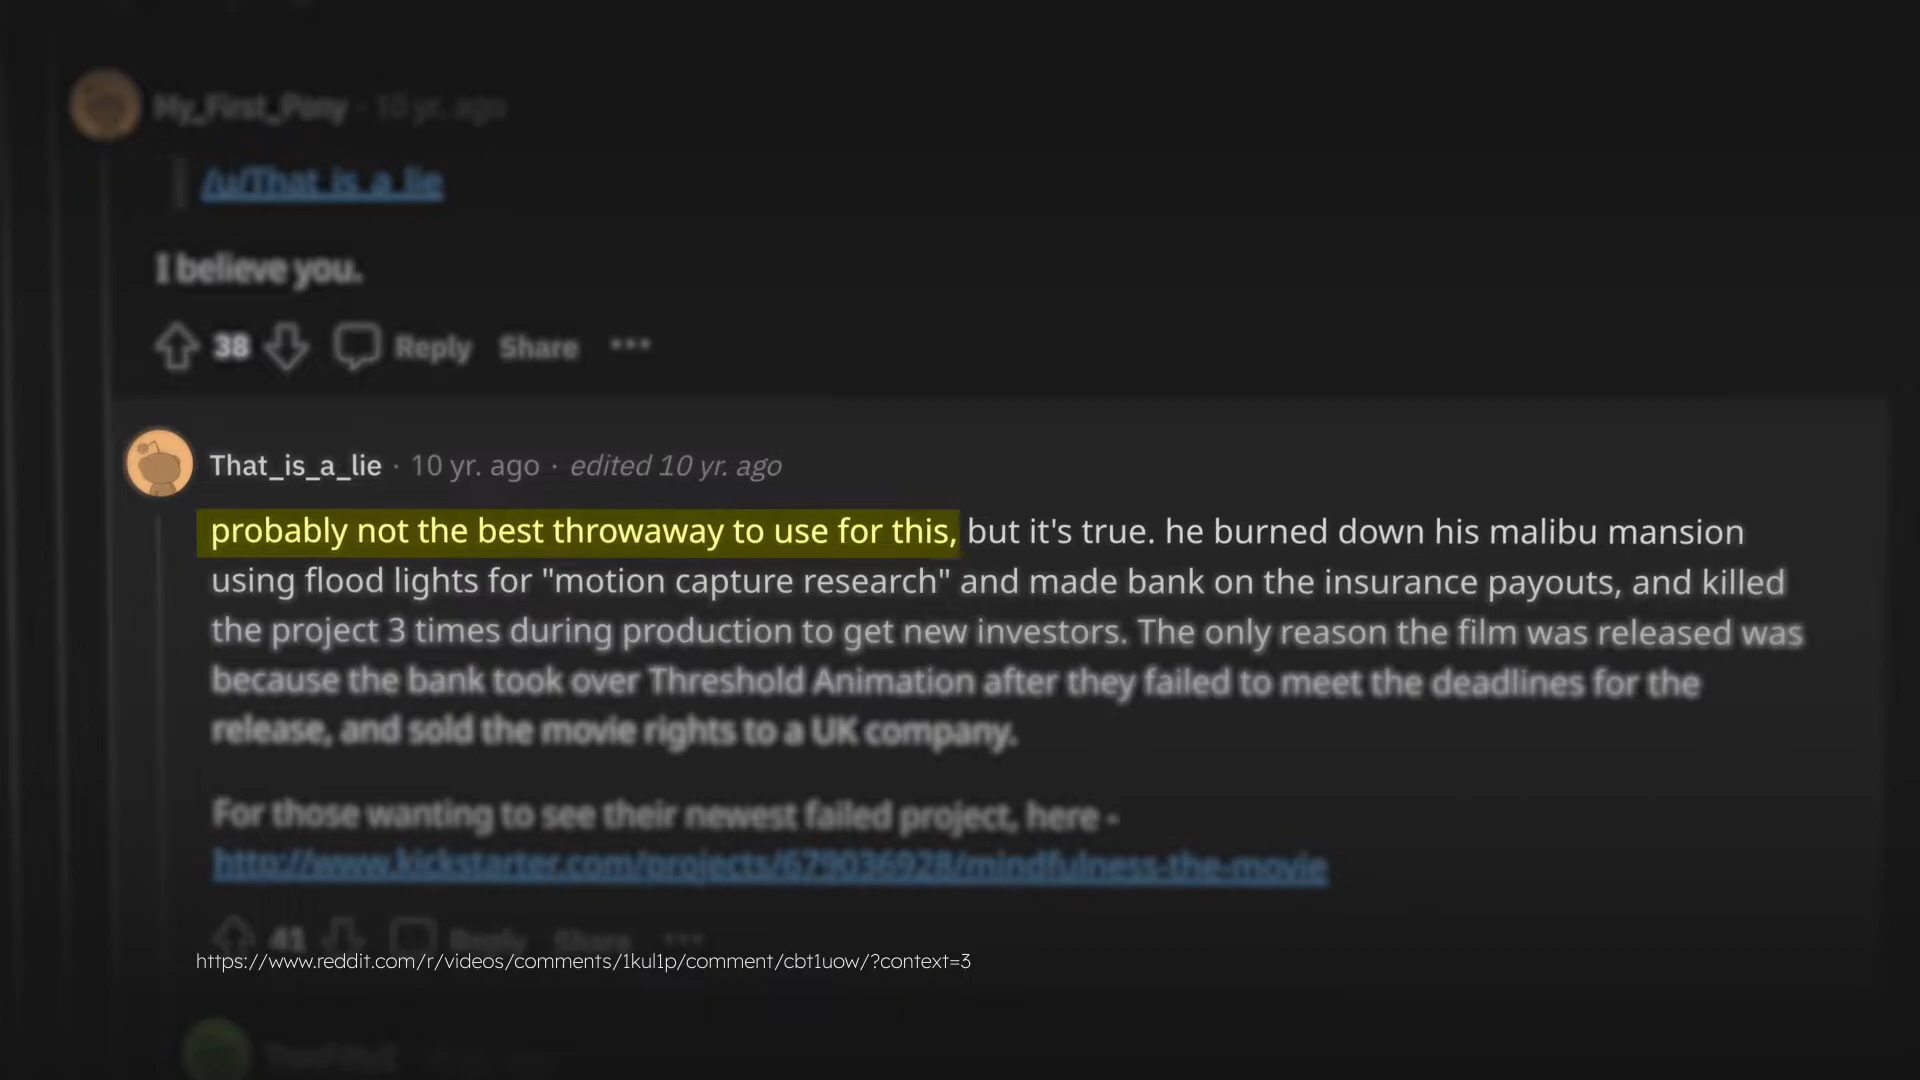 My_First_Pony · 10 yr. ago
/u/That_is_a_lie
I believe you.
38 Reply Share ···
That_is_a_lie · 10 yr. ago · edited 10 yr. ago
probably not the best throwaway to use for this, but it's true. he burned down his malibu mansion
using flood lights for "motion capture research" and made bank on the insurance payouts, and killed
the project 3 times during production to get new investors. The only reason the film was released was
because the bank took over Threshold Animation after they failed to meet the deadlines for the
release, and sold the movie rights to a UK company.
For those wanting to see their newest failed project, here -
http://www.kickstarter.com/projects/679036928/mindfulness-the-movie
41 Reply Share ···
https://www.reddit.com/r/videos/comments/1kul1p/comment/cbt1uow/?context=3